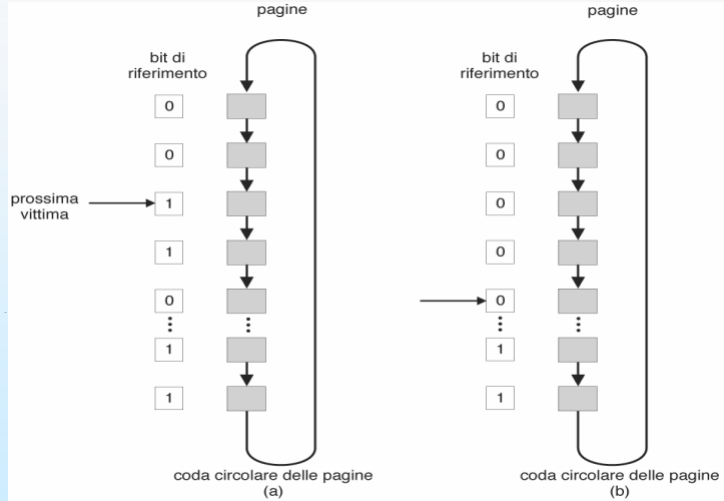 pagine
bit di
riferimento
0
0
prossima
vittima
1
1
0
1
1
coda circolare delle pagine
(a)
pagine
bit di
riferimento
0
0
0
0
0
1
1
coda circolare delle pagine
(b)